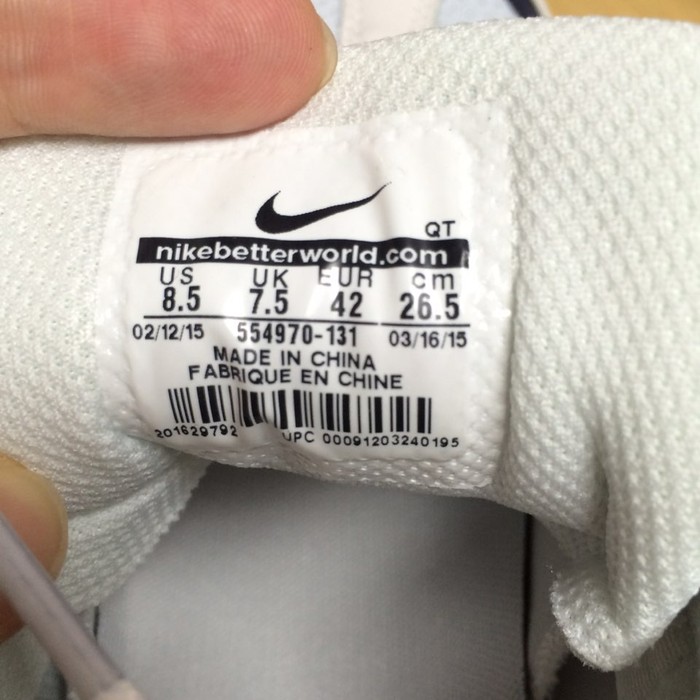 QT
nikebetterworld.com
US UK EUR cm
8.5 7.5 42 26.5
02/12/15 554970-131 03/16/15
MADE IN CHINA
FABRIQUE EN CHINE
201629792 UPC 00091203240195